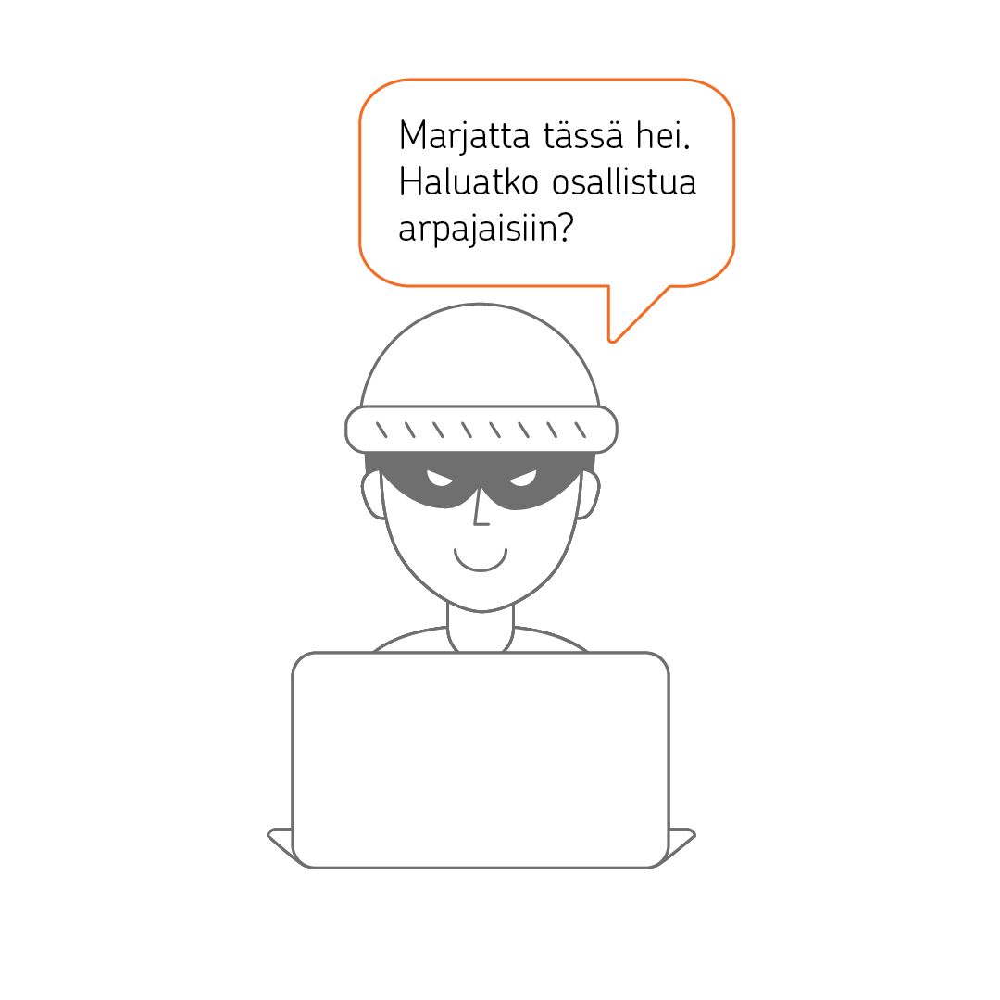 Marjatta tässä hei.
Haluatko osallistua
arpajaisiin?